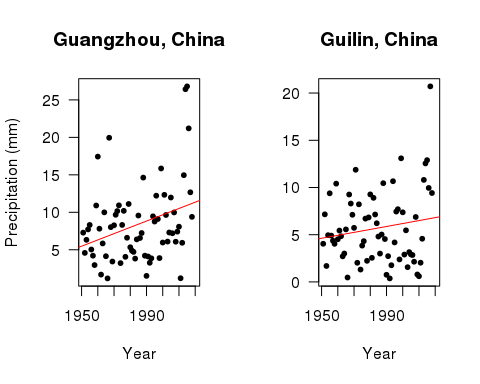 Guangzhou, China
Precipitation (mm)
25
20
15
10
5
1950 1990
Year
Guilin, China
20
15
10
5
0
1950 1990
Year